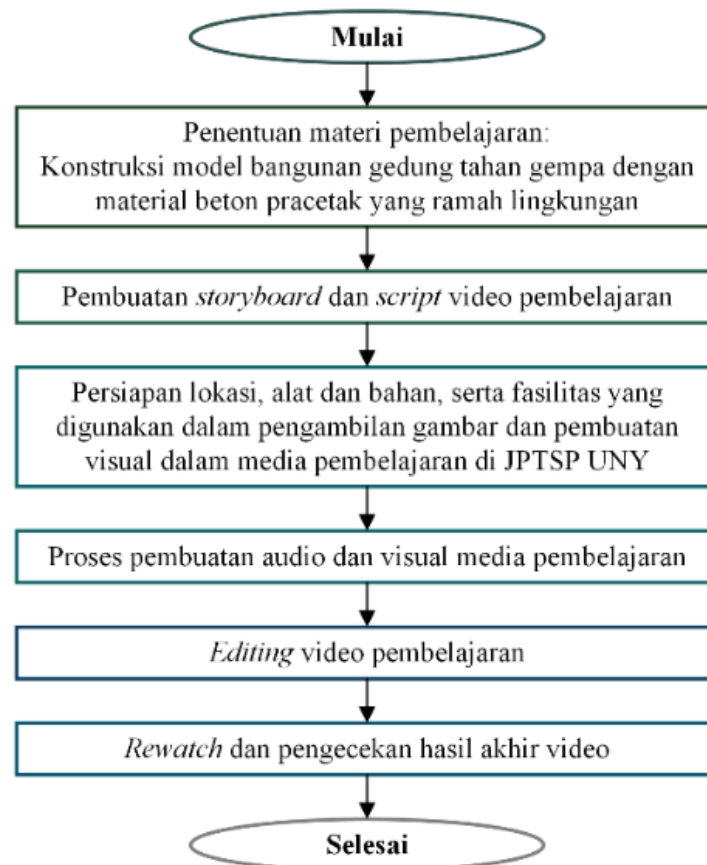 Mulai
Penentuan materi pembelajaran:
Konstruksi model bangunan gedung tahan gempa dengan
material beton pracetak yang ramah lingkungan
Pembuatan storyboard dan script video pembelajaran
Persiapan lokasi, alat dan bahan, serta fasilitas yang
digunakan dalam pengambilan gambar dan pembuatan
visual dalam media pembelajaran di JPTSP UNY
Proses pembuatan audio dan visual media pembelajaran
Editing video pembelajaran
Rewatch dan pengecekan hasil akhir video
Selesai